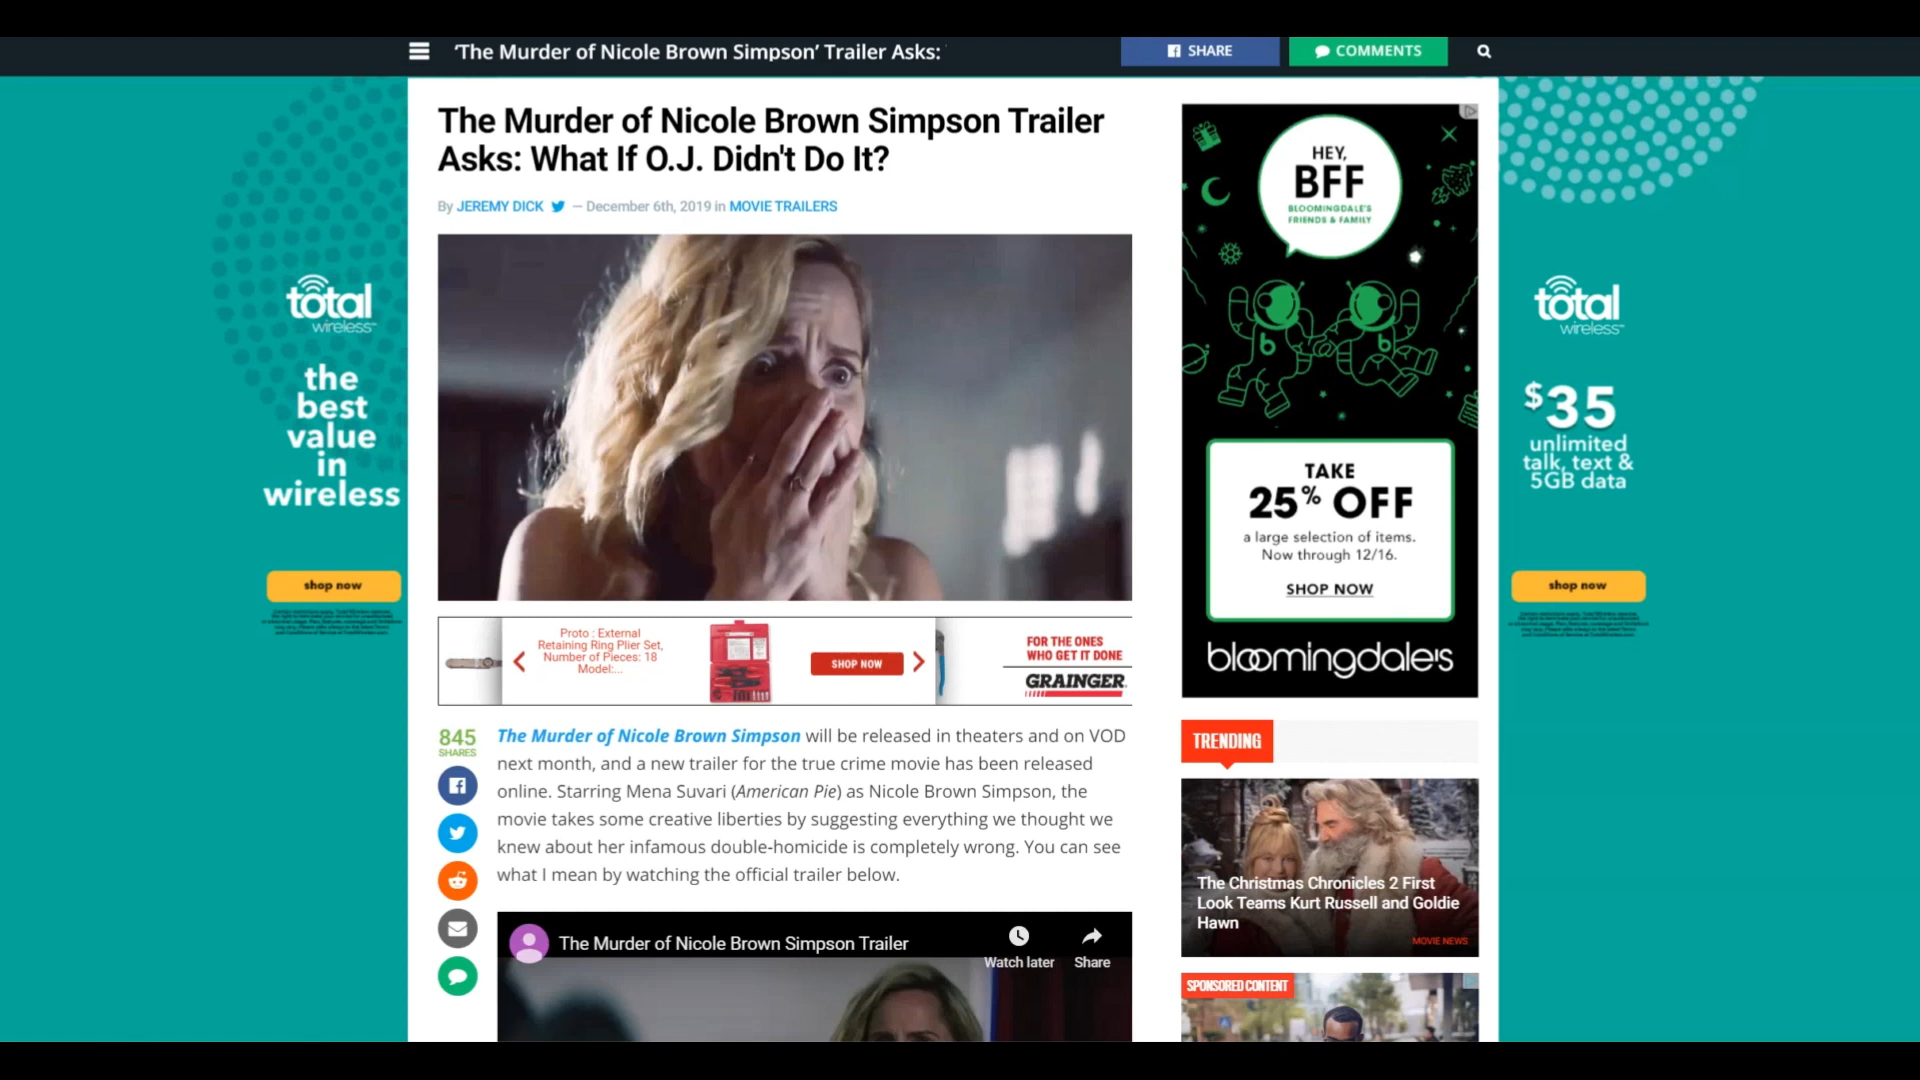 ‘The Murder of Nicole Brown Simpson’ Trailer Asks:
SHARE
COMMENTS
The Murder of Nicole Brown Simpson Trailer
Asks: What If O.J. Didn't Do It?
By JEREMY DICK — December 6th, 2019 in MOVIE TRAILERS
total
wireless
the
best
value
in
wireless
shop now
Proto : External
Retaining Ring Plier Set,
Number of Pieces: 18
Model:...
SHOP NOW
FOR THE ONES
WHO GET IT DONE
GRAINGER
845
SHARES
The Murder of Nicole Brown Simpson will be released in theaters and on VOD
next month, and a new trailer for the true crime movie has been released
online. Starring Mena Suvari (American Pie) as Nicole Brown Simpson, the
movie takes some creative liberties by suggesting everything we thought we
knew about her infamous double-homicide is completely wrong. You can see
what I mean by watching the official trailer below.
The Murder of Nicole Brown Simpson Trailer
Watch later
Share
HEY,
BFF
BLOOMINGDALE'S
FRIENDS & FAMILY
b
b
TAKE
25% OFF
a large selection of items.
Now through 12/16.
SHOP NOW
bloomingdale's
TRENDING
The Christmas Chronicles 2 First
Look Teams Kurt Russell and Goldie
Hawn
MOVIE NEWS
SPONSORED CONTENT
total
wireless
$35
unlimited
talk, text &
5GB data
shop now